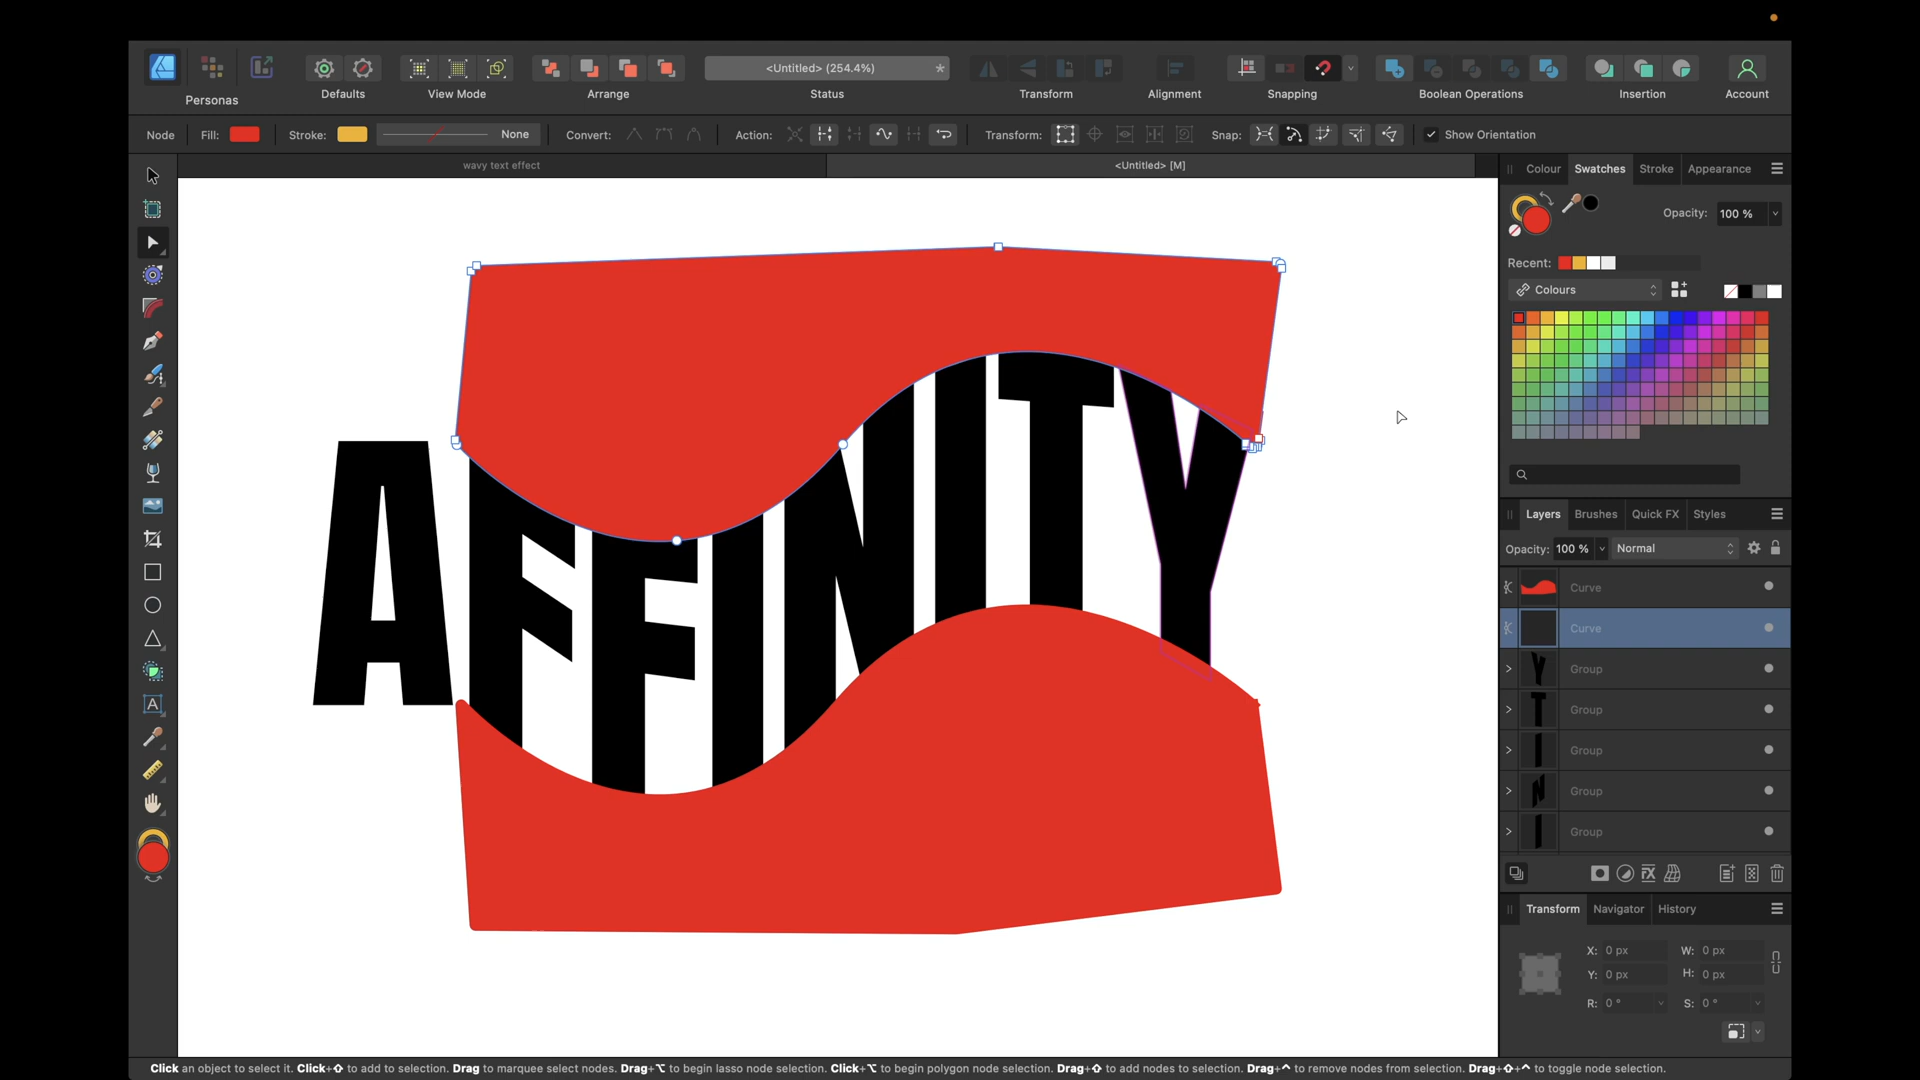 <Untitled> (254.4%) *
Personas Defaults View Mode Arrange Status Transform Alignment Snapping Boolean Operations Insertion Account
Node Fill: Stroke: None Convert: Action: Transform: Snap: Show Orientation
wavy text effect <Untitled> [M]
Colour Swatches Stroke Appearance
Opacity: 100 %
Recent:
Colours
AFFINITY
Layers Brushes Quick FX Styles
Opacity: 100 % Normal
Curve
Curve
Group
Group
Group
Group
Group
Transform Navigator History
X: 0 px W: 0 px
Y: 0 px H: 0 px
R: 0 ° S: 0 °
Click an object to select it. Click+⇧ to add to selection. Drag to marquee select nodes. Drag+⌥ to begin lasso node selection. Click+⌥ to begin polygon node selection. Drag+⇧ to add nodes to selection. Drag+⌃ to remove nodes from selection. Drag+⇧+⌃ to toggle node selection.